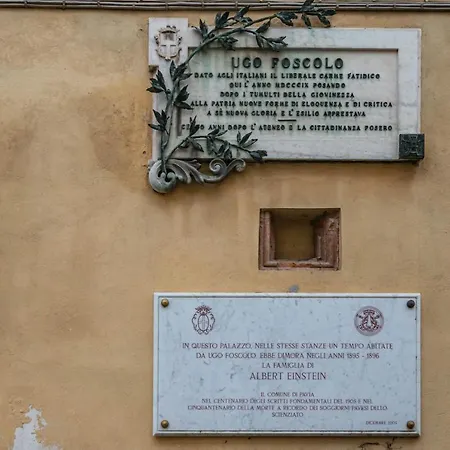 UGO FOSCOLO
DATO AGLI ITALIANI IL LIBERALE CARME FATIDICO
QUI L'ANNO MDCCCIX POSANDO
DOPO I TUMULTI DELLA GIOVINEZZA
ALLA PATRIA NUOVE FORME DI ELOQUENZA E DI CRITICA
A SÉ NUOVA GLORIA E L'ESILIO APPRESTAVA
CENTO ANNI DOPO L'ATENEO E LA CITTADINANZA POSERO
IN QUESTO PALAZZO, NELLE STESSE STANZE UN TEMPO ABITATE
DA UGO FOSCOLO, EBBE DIMORA NEGLI ANNI 1895 - 1896
LA FAMIGLIA DI
ALBERT EINSTEIN
IL COMUNE DI PAVIA
NEL CENTENARIO DEGLI SCRITTI FONDAMENTALI DEL 1905 E NEL
CINQUANTENARIO DELLA MORTE A RICORDO DEI SOGGIORNI PAVESI DELLO
SCIENZIATO
DICEMBRE